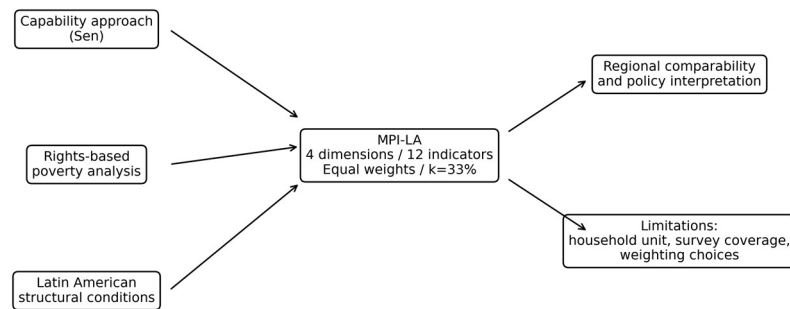 Capability approach
(Sen)
Rights-based
poverty analysis
Latin American
structural conditions
MPI-LA
4 dimensions / 12 indicators
Equal weights / k=33%
Regional comparability
and policy interpretation
Limitations:
household unit, survey coverage,
weighting choices